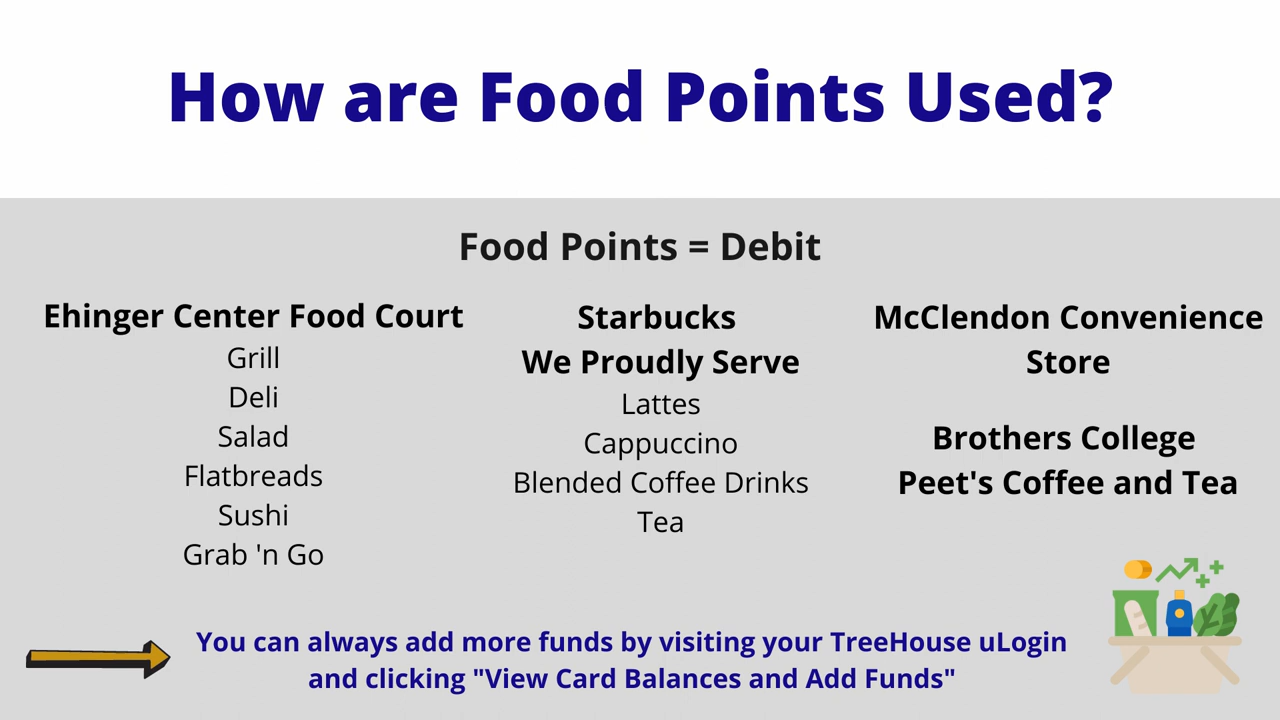 How are Food Points Used?
Food Points = Debit
Ehinger Center Food Court
Grill
Deli
Salad
Flatbreads
Sushi
Grab 'n Go
Starbucks
We Proudly Serve
Lattes
Cappuccino
Blended Coffee Drinks
Tea
McClendon Convenience
Store
Brothers College
Peet's Coffee and Tea
You can always add more funds by visiting your TreeHouse uLogin
and clicking "View Card Balances and Add Funds"